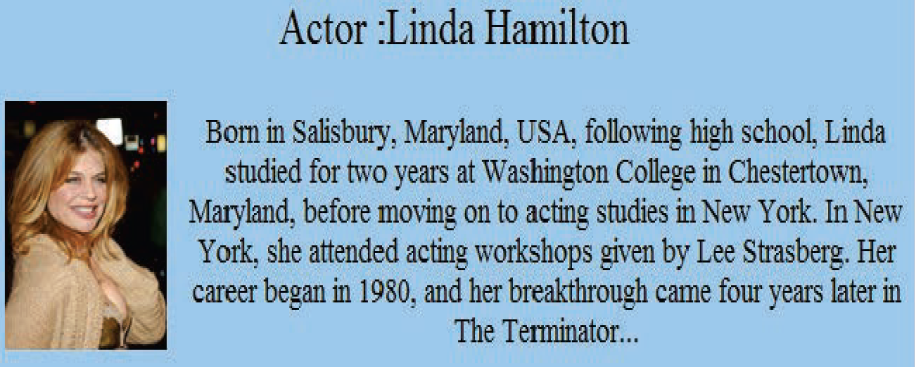 Actor :Linda Hamilton
Born in Salisbury, Maryland, USA, following high school, Linda
studied for two years at Washington College in Chestertown,
Maryland, before moving on to acting studies in New York. In New
York, she attended acting workshops given by Lee Strasberg. Her
career began in 1980, and her breakthrough came four years later in
The Terminator...